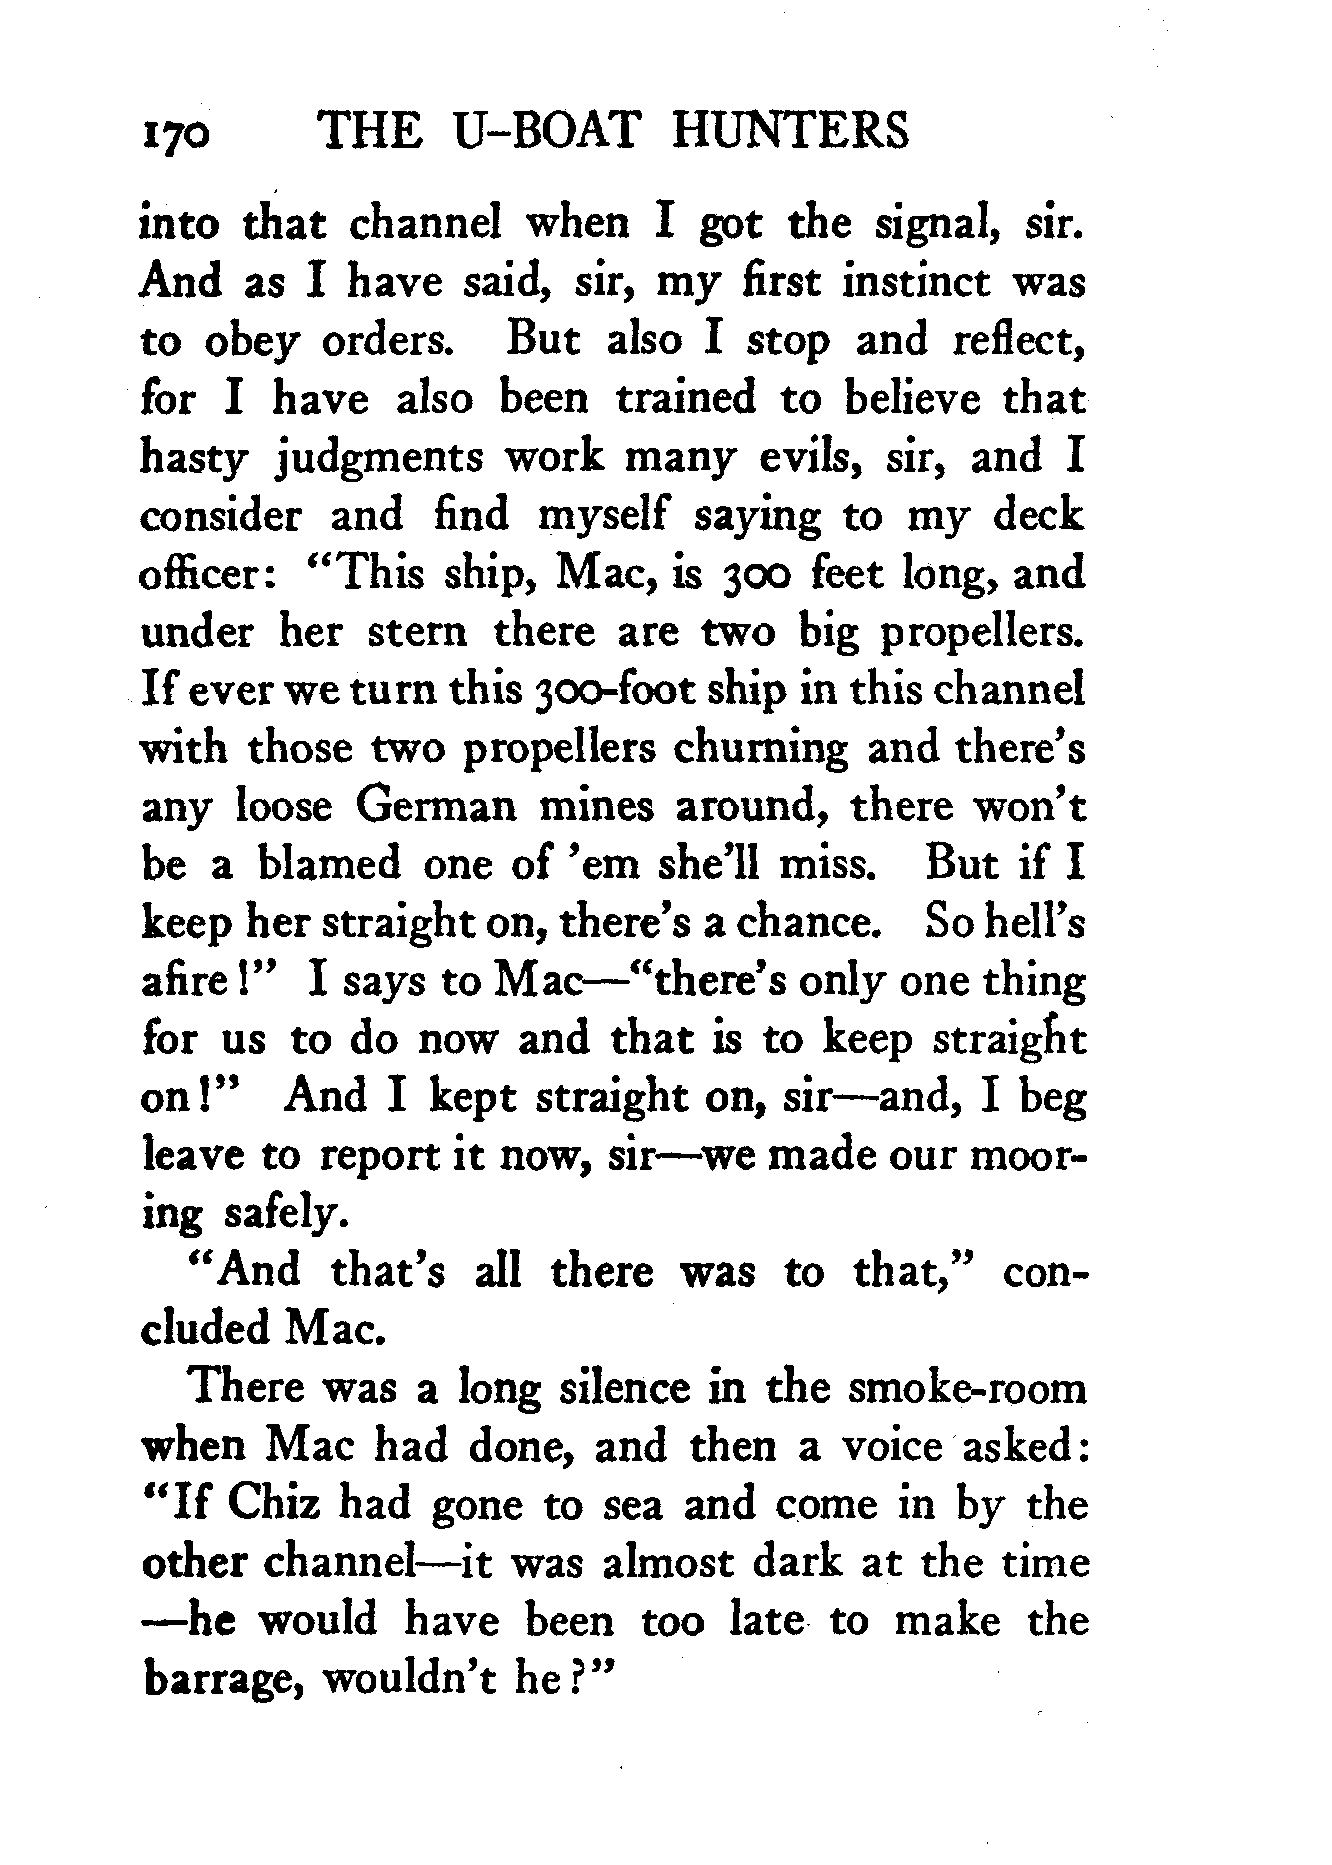 170 THE U-BOAT HUNTERS
into that channel when I got the signal, sir.
And as I have said, sir, my first instinct was
to obey orders. But also I stop and reflect,
for I have also been trained to believe that
hasty judgments work many evils, sir, and I
consider and find myself saying to my deck
officer: “This ship, Mac, is 300 feet long, and
under her stern there are two big propellers.
If ever we turn this 300-foot ship in this channel
with those two propellers churning and there’s
any loose German mines around, there won’t
be a blamed one of ’em she’ll miss. But if I
keep her straight on, there’s a chance. So hell’s
afire!” I says to Mac—“there’s only one thing
for us to do now and that is to keep straight
on!” And I kept straight on, sir—and, I beg
leave to report it now, sir—we made our moor-
ing safely.
“And that’s all there was to that,” con-
cluded Mac.
There was a long silence in the smoke-room
when Mac had done, and then a voice asked:
“If Chiz had gone to sea and come in by the
other channel—it was almost dark at the time
—he would have been too late to make the
barrage, wouldn’t he?”